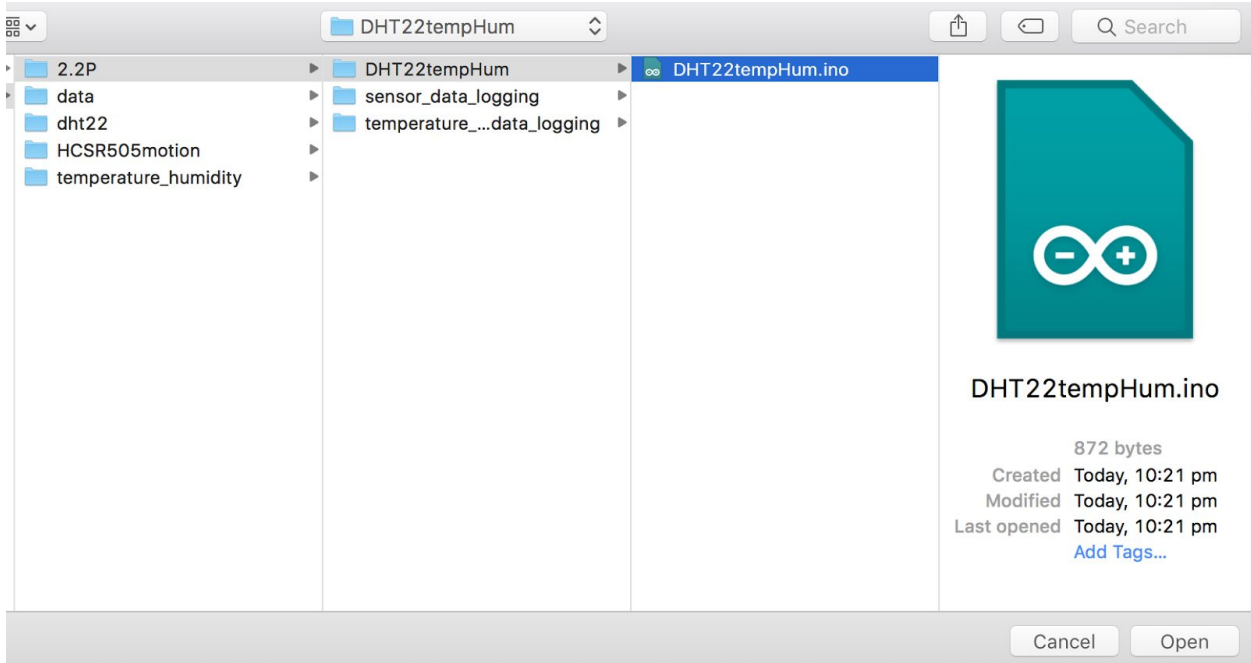 DHT22tempHum
Search
2.2P
data
dht22
HCSR505motion
temperature_humidity
DHT22tempHum
sensor_data_logging
temperature_...data_logging
DHT22tempHum.ino
DHT22tempHum.ino
872 bytes
Created Today, 10:21 pm
Modified Today, 10:21 pm
Last opened Today, 10:21 pm
Add Tags...
Cancel
Open